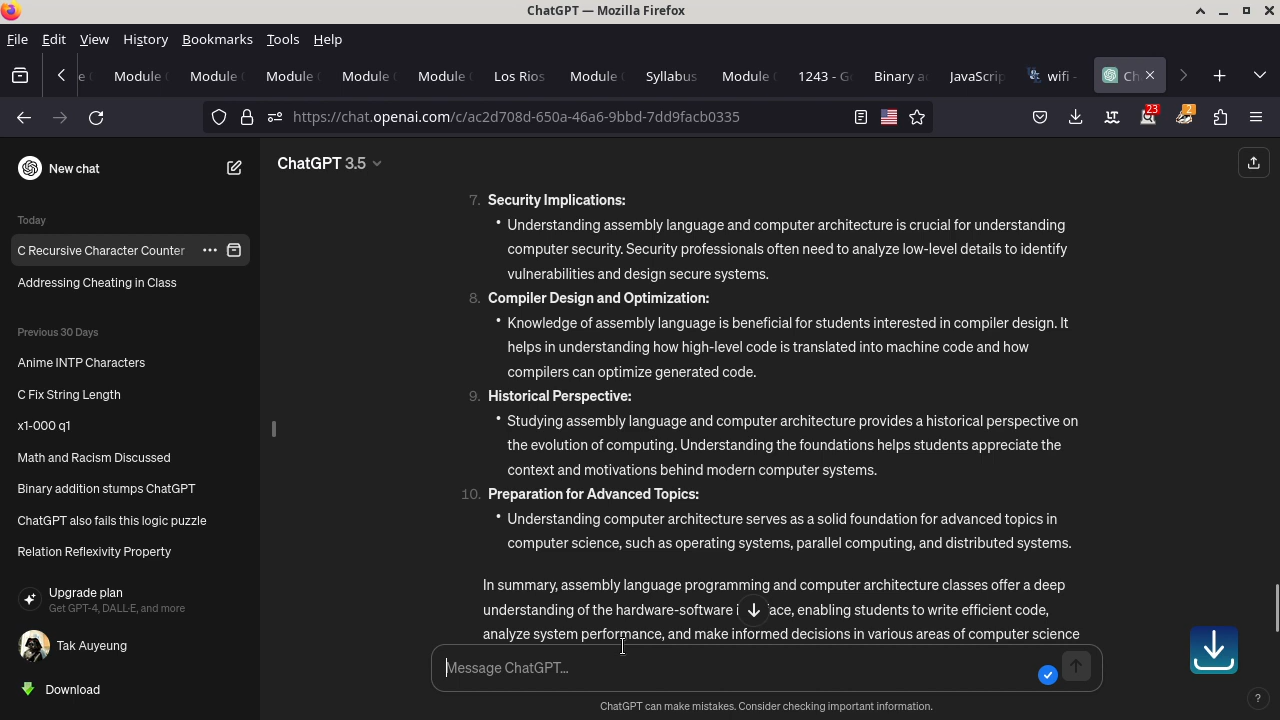 ChatGPT — Mozilla Firefox
File Edit View History Bookmarks Tools Help
Module Module Module Module Module Los Rios Module Syllabus Module 1243 - G JavaScrip wifi - Ch
https://chat.openai.com/c/ac2d708d-650a-46a6-9bbd-7dd9facb0335
23
2
New chat
Today
C Recursive Character Counter
Addressing Cheating in Class
Previous 30 Days
Anime INTP Characters
C Fix String Length
x1-000 q1
Math and Racism Discussed
Binary addition stumps ChatGPT
ChatGPT also fails this logic puzzle
Relation Reflexivity Property
Upgrade plan
Get GPT-4, DALL·E, and more
Tak Auyeung
Download
ChatGPT 3.5
7. Security Implications:
• Understanding assembly language and computer architecture is crucial for understanding
computer security. Security professionals often need to analyze low-level details to identify
vulnerabilities and design secure systems.
8. Compiler Design and Optimization:
• Knowledge of assembly language is beneficial for students interested in compiler design. It
helps in understanding how high-level code is translated into machine code and how
compilers can optimize generated code.
9. Historical Perspective:
• Studying assembly language and computer architecture provides a historical perspective on
the evolution of computing. Understanding the foundations helps students appreciate the
context and motivations behind modern computer systems.
10. Preparation for Advanced Topics:
• Understanding computer architecture serves as a solid foundation for advanced topics in
computer science, such as operating systems, parallel computing, and distributed systems.
In summary, assembly language programming and computer architecture classes offer a deep
understanding of the hardware-software enabling students to write efficient code,
analyze system performance, and make informed decisions in various areas of computer science
Message ChatGPT…
ChatGPT can make mistakes. Consider checking important information.
?